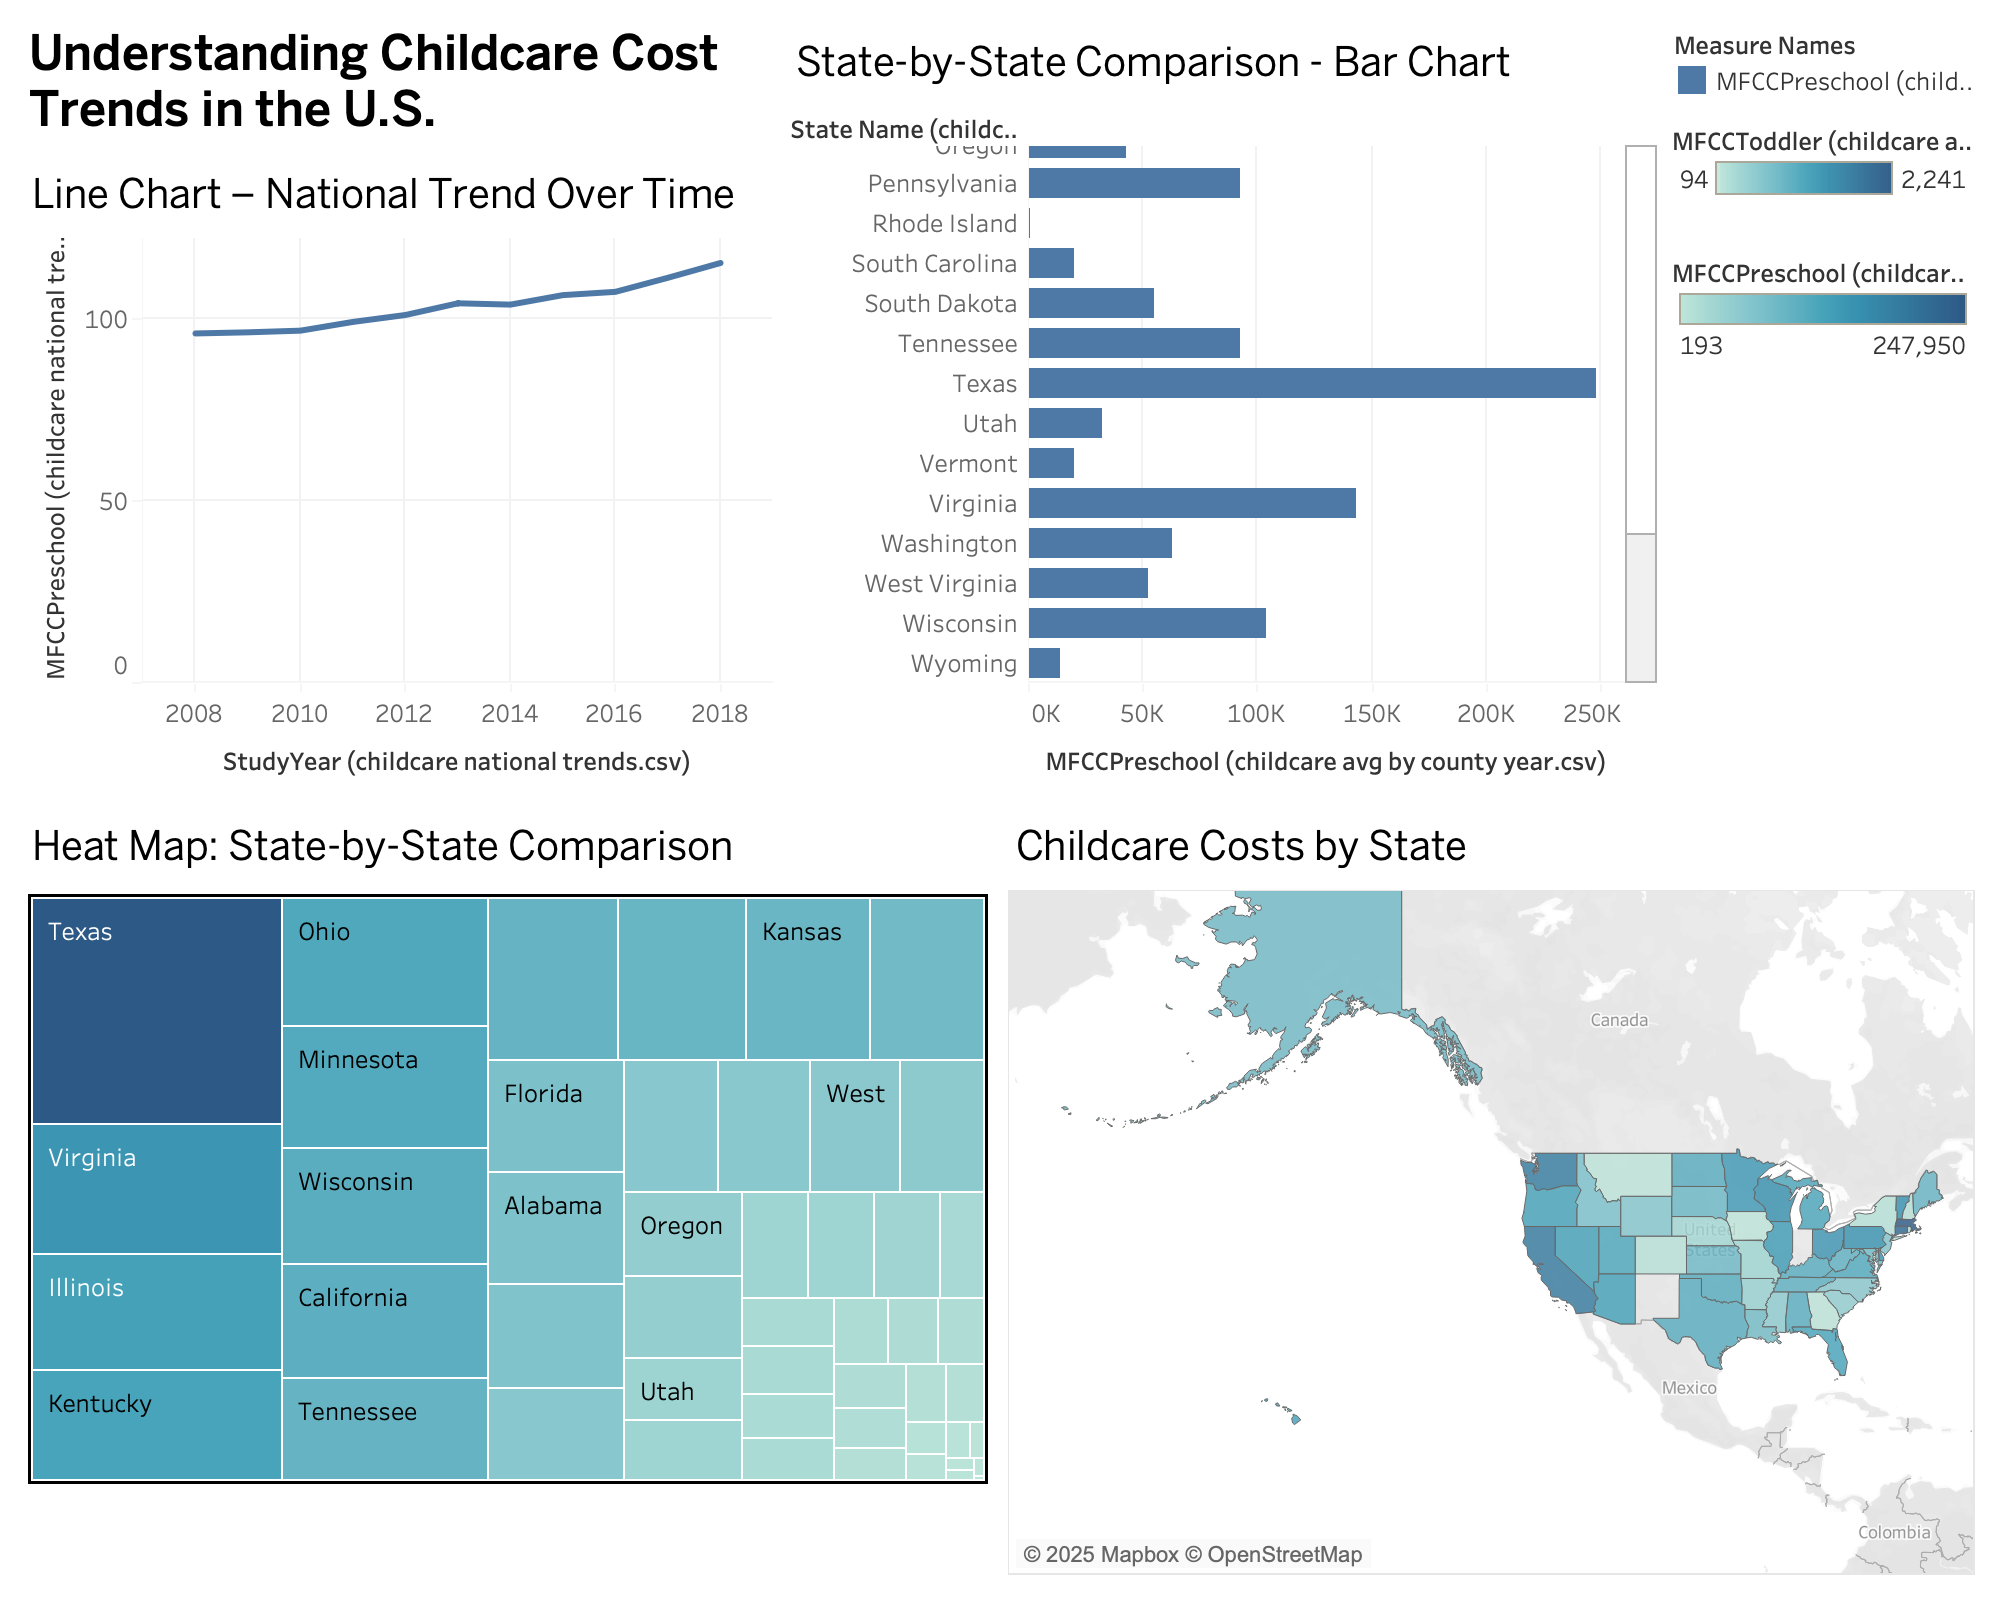 Understanding Childcare Cost
Trends in the U.S.
Line Chart – National Trend Over Time
MFCCPreschool (childcare national tre..
100
50
0
2008
2010
2012
2014
2016
2018
StudyYear (childcare national trends.csv)
State-by-State Comparison - Bar Chart
State Name (childc..
Oregon
Pennsylvania
Rhode Island
South Carolina
South Dakota
Tennessee
Texas
Utah
Vermont
Virginia
Washington
West Virginia
Wisconsin
Wyoming
0K
50K
100K
150K
200K
250K
MFCCPreschool (childcare avg by county year.csv)
Measure Names
MFCCPreschool (child..
MFCCToddler (childcare a..
94
2,241
MFCCPreschool (childcar..
193
247,950
Heat Map: State-by-State Comparison
Texas
Virginia
Illinois
Kentucky
Ohio
Minnesota
Wisconsin
California
Tennessee
Kansas
Florida
West
Alabama
Oregon
Utah
Childcare Costs by State
Canada
United
States
Mexico
Colombia
© 2025 Mapbox © OpenStreetMap